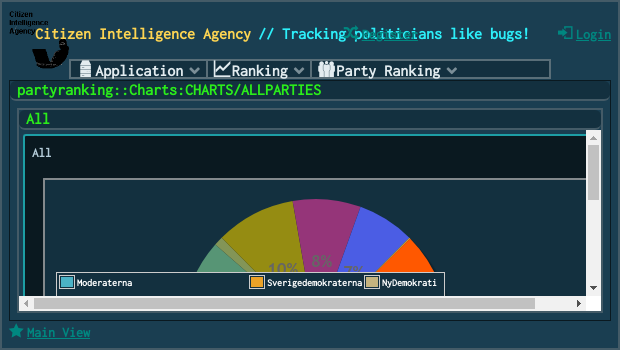 Citizen
Intelligence
Agency
Citizen Intelligence Agency // Tracking politicians like bugs!
Register
Login
Application Ranking Party Ranking
partyranking::Charts:CHARTS/ALLPARTIES
All
All
10% 8%
Moderaterna Sverigedemokraterna NyDemokrati
Main View